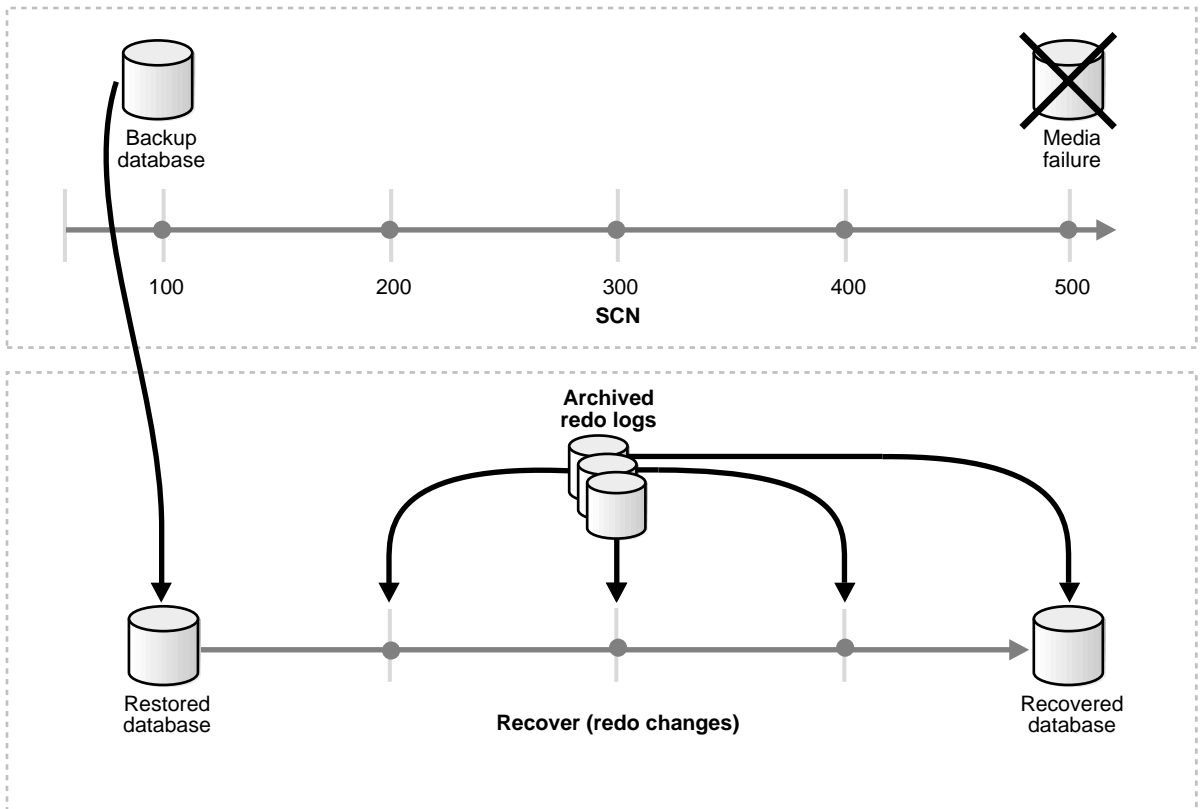 Backup
database
Media
failure
100
200
300
400
500
SCN
Archived
redo logs
Restored
database
Recover (redo changes)
Recovered
database